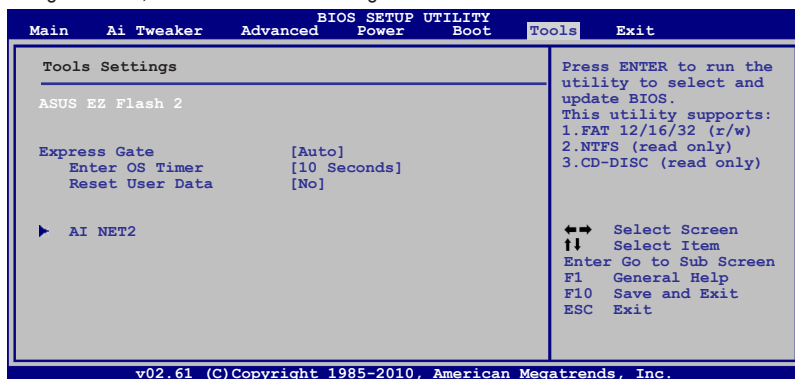 BIOS SETUP UTILITY
Main Ai Tweaker Advanced Power Boot Tools Exit
Tools Settings
ASUS EZ Flash 2
Express Gate [Auto]
Enter OS Timer [10 Seconds]
Reset User Data [No]
AI NET2
Press ENTER to run the
utility to select and
update BIOS.
This utility supports:
1.FAT 12/16/32 (r/w)
2.NTFS (read only)
3.CD-DISC (read only)
Select Screen
Select Item
Enter Go to Sub Screen
F1 General Help
F10 Save and Exit
ESC Exit
v02.61 (C)Copyright 1985-2010, American Megatrends, Inc.